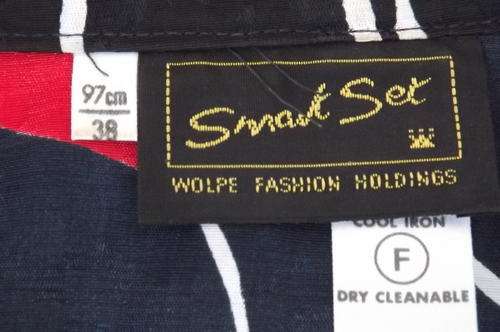 97cm
38
Smart Set
WOLPE FASHION HOLDINGS
COOL IRON
F
DRY CLEANABLE